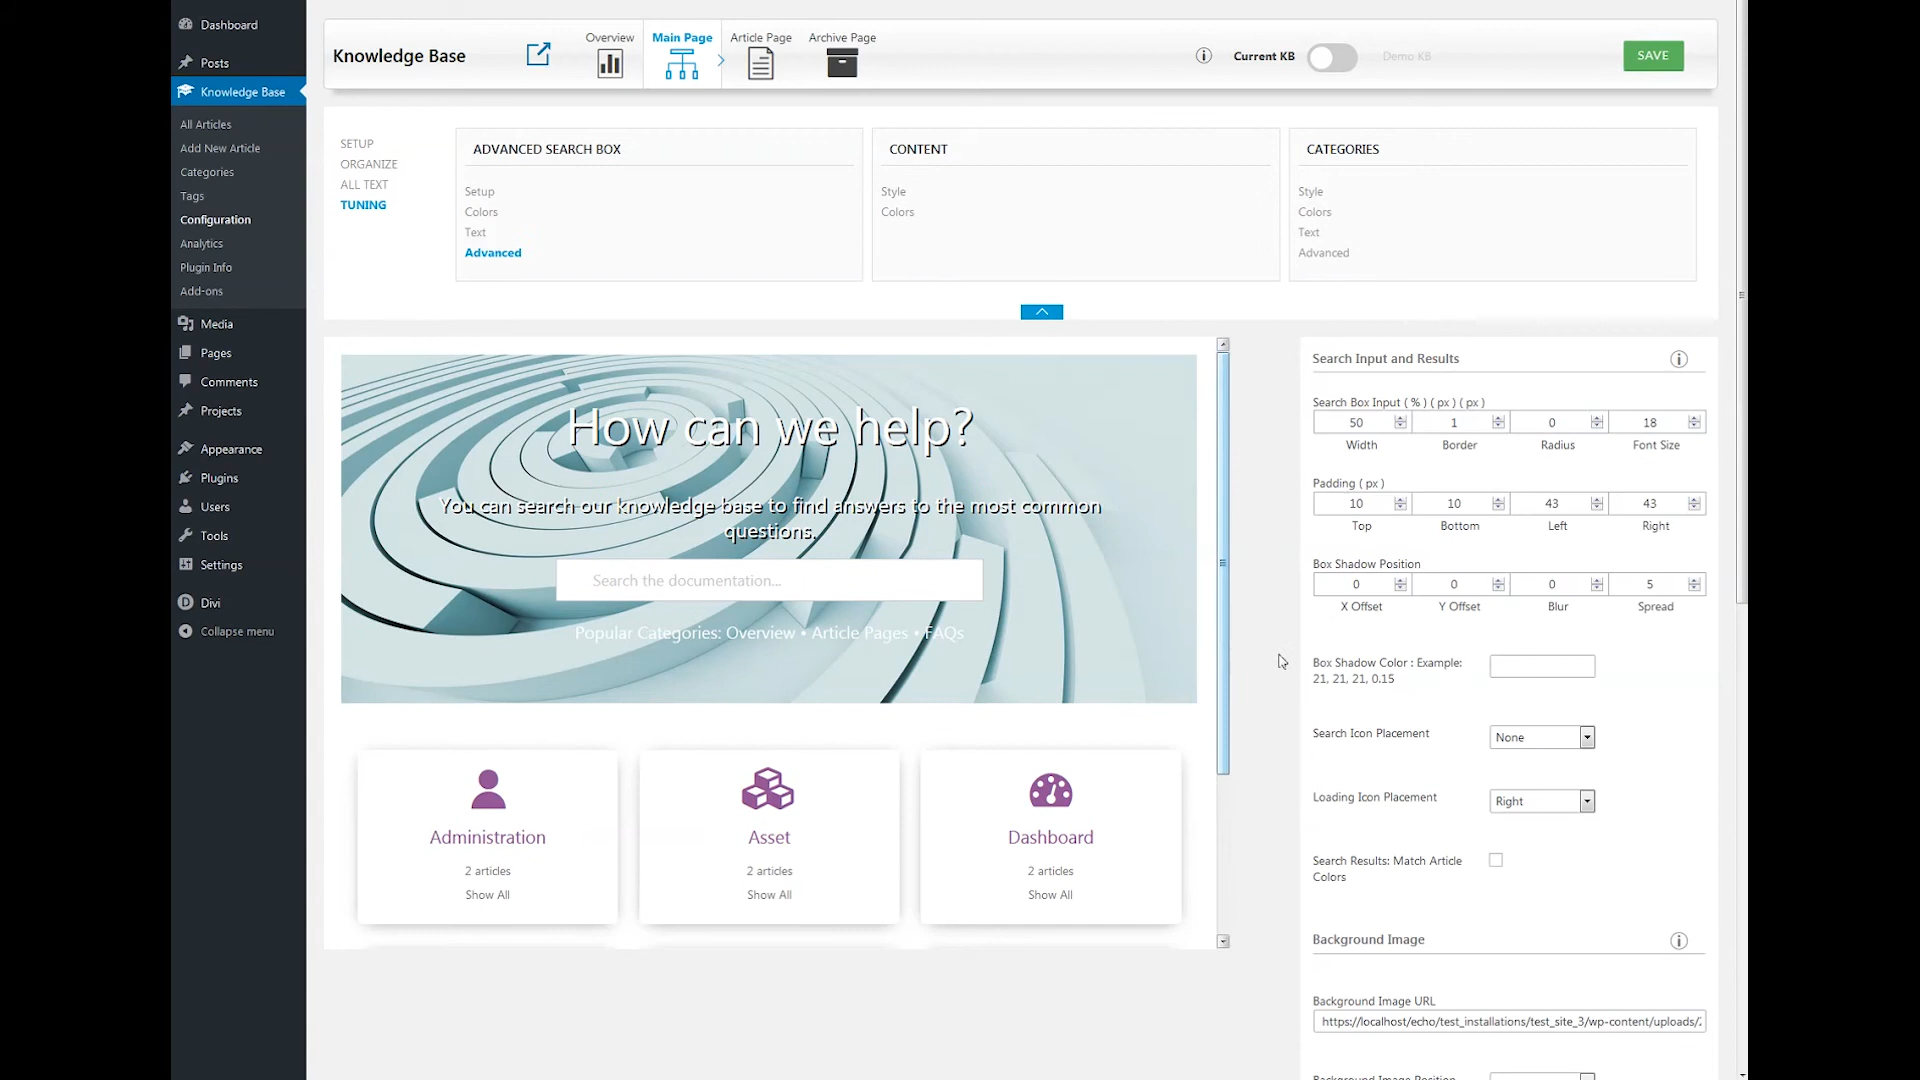 Dashboard
Posts
Knowledge Base
All Articles
Add New Article
Categories
Tags
Configuration
Analytics
Plugin Info
Add-ons
Media
Pages
Comments
Projects
Appearance
Plugins
Users
Tools
Settings
Divi
Collapse menu
Knowledge Base
Overview
Main Page
Article Page
Archive Page
Current KB
Demo KB
SAVE
SETUP
ORGANIZE
ALL TEXT
TUNING
ADVANCED SEARCH BOX
Setup
Colors
Text
Advanced
CONTENT
Style
Colors
CATEGORIES
Style
Colors
Text
Advanced
How can we help?
You can search our knowledge base to find answers to the most common
questions.
Search the documentation...
Popular Categories: Overview • Article Pages • FAQs
Administration
2 articles
Show All
Asset
2 articles
Show All
Dashboard
2 articles
Show All
Search Input and Results
Search Box Input ( % ) ( px ) ( px )
50 1 0 18
Width Border Radius Font Size
Padding ( px )
10 10 43 43
Top Bottom Left Right
Box Shadow Position
0 0 0 5
X Offset Y Offset Blur Spread
Box Shadow Color : Example:
21, 21, 21, 0.15
Search Icon Placement
None
Loading Icon Placement
Right
Search Results: Match Article
Colors
Background Image
Background Image URL
https://localhost/echo/test_installations/test_site_3/wp-content/uploads/
Background Image Position